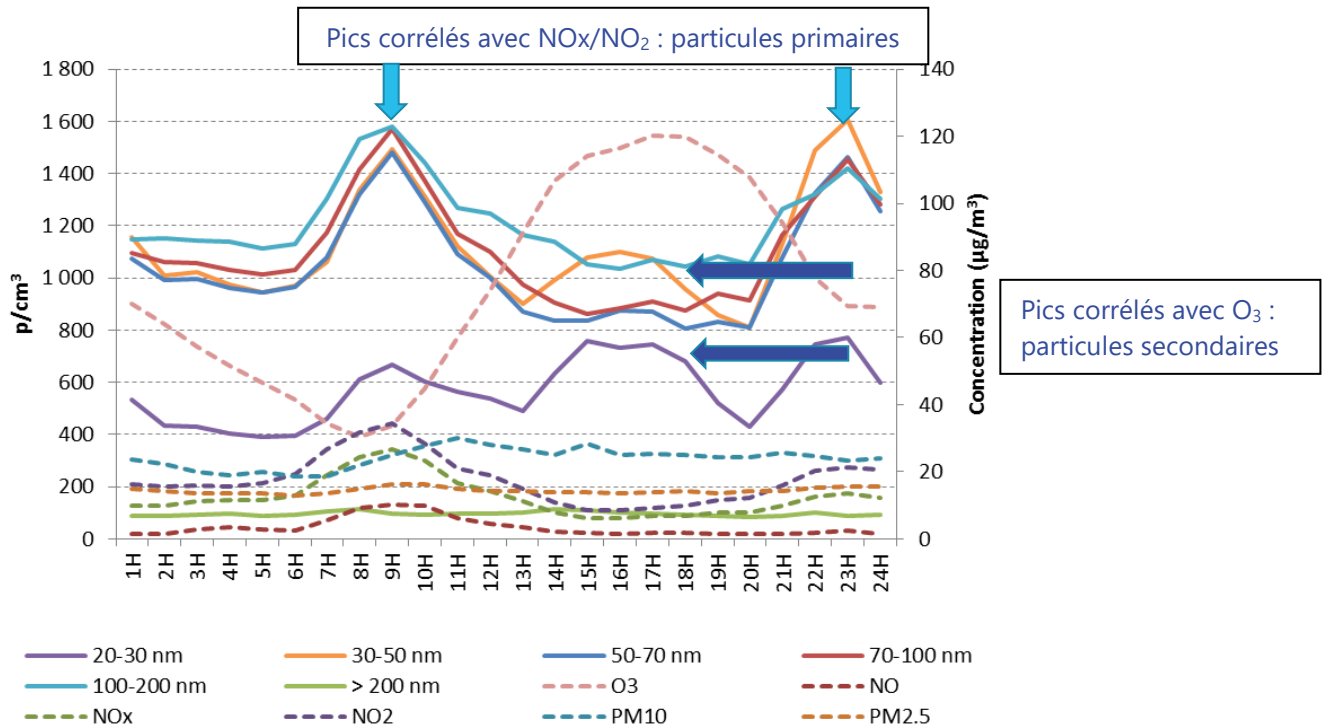 Pics corrélés avec NOx/NO₂ : particules primaires
1 800
1 600
1 400
1 200
1 000
800
600
400
200
0
p/cm³
140
120
100
80
60
40
20
0
Concentration (µg/m³)
Pics corrélés avec O₃ :
particules secondaires
1H 2H 3H 4H 5H 6H 7H 8H 9H 10H 11H 12H 13H 14H 15H 16H 17H 18H 19H 20H 21H 22H 23H 24H
20-30 nm 30-50 nm 50-70 nm 70-100 nm
100-200 nm > 200 nm O3 NO
NOx NO2 PM10 PM2.5